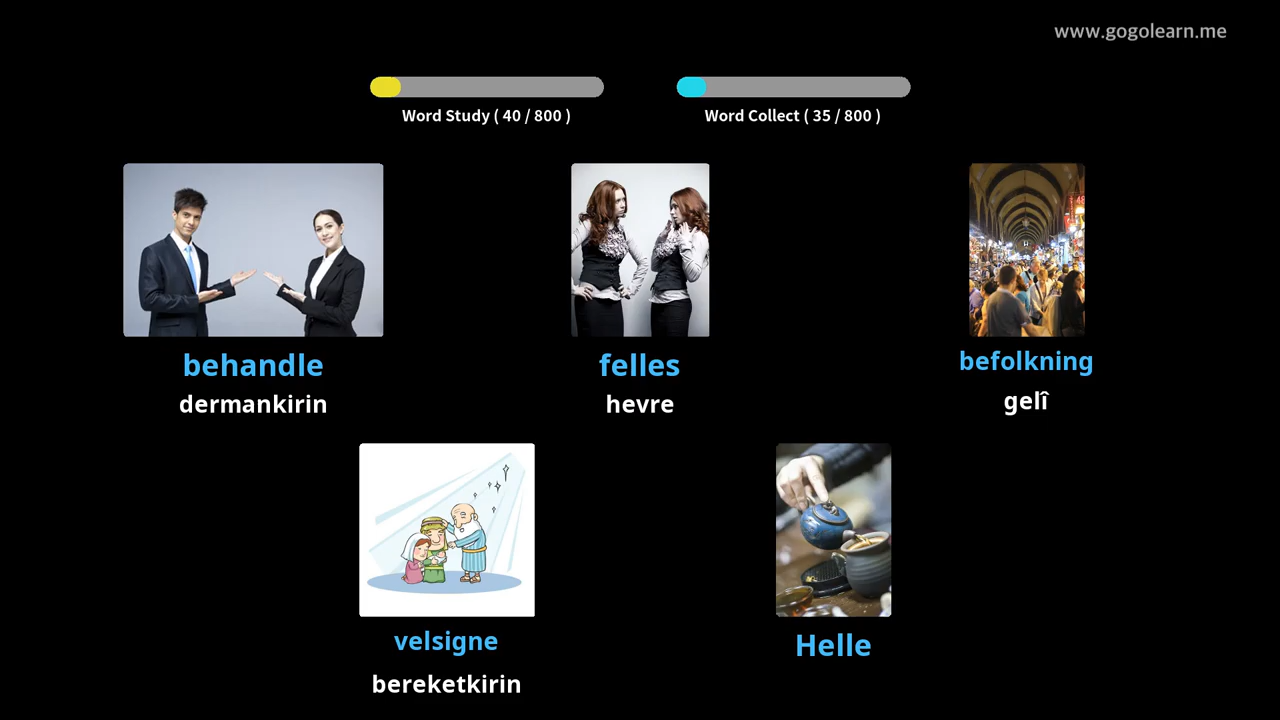 www.gogolearn.me
Word Study ( 40 / 800 )
Word Collect ( 35 / 800 )
behandle
dermankirin
felles
hevre
befolkning
gelî
velsigne
bereketkirin
Helle